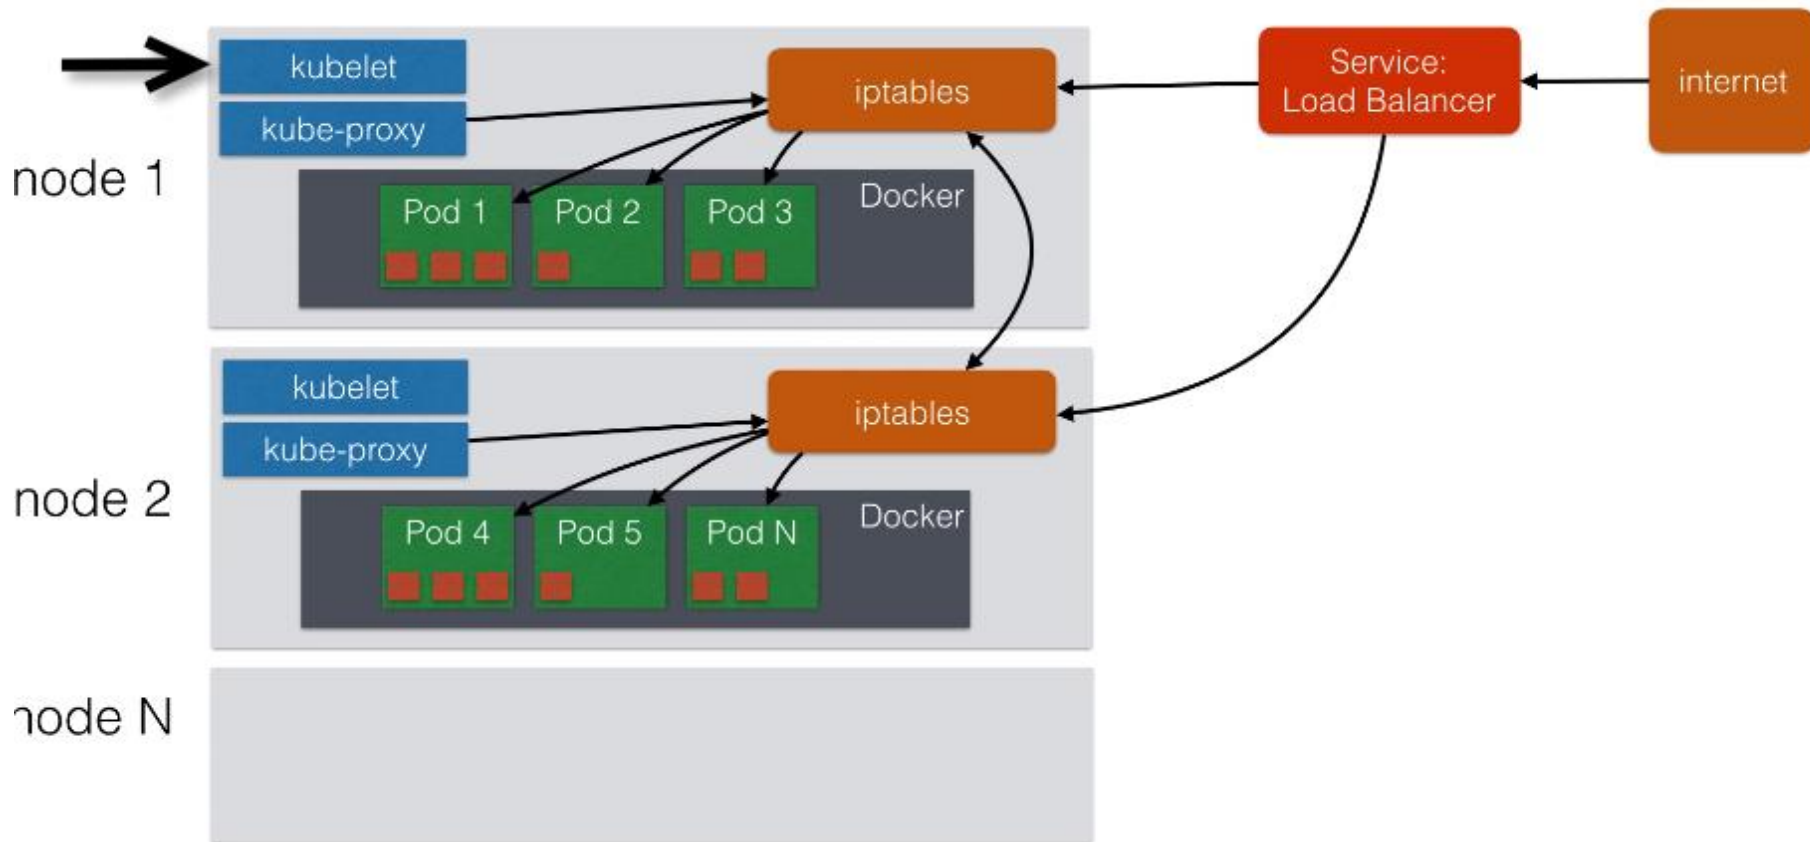 kubelet
kube-proxy
iptables
Service:
Load Balancer
internet
node 1
Docker
Pod 1
Pod 2
Pod 3
kubelet
kube-proxy
iptables
node 2
Docker
Pod 4
Pod 5
Pod N
node N